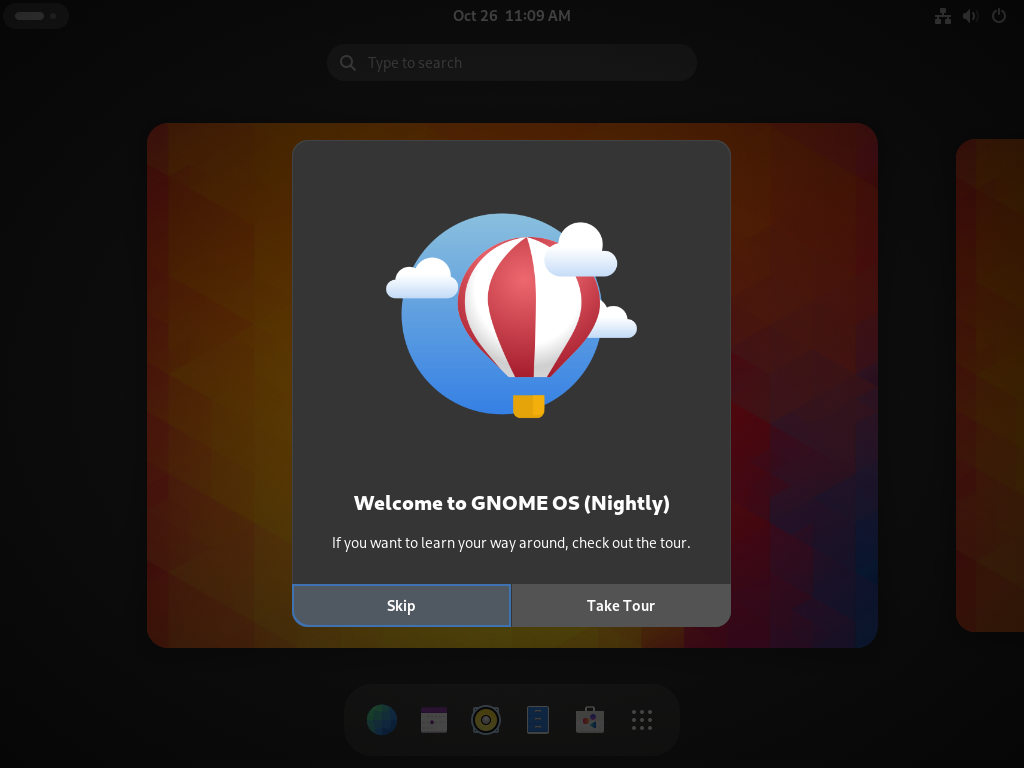 Oct 26  11:09 AM
Type to search
Welcome to GNOME OS (Nightly)
If you want to learn your way around, check out the tour.
Skip
Take Tour